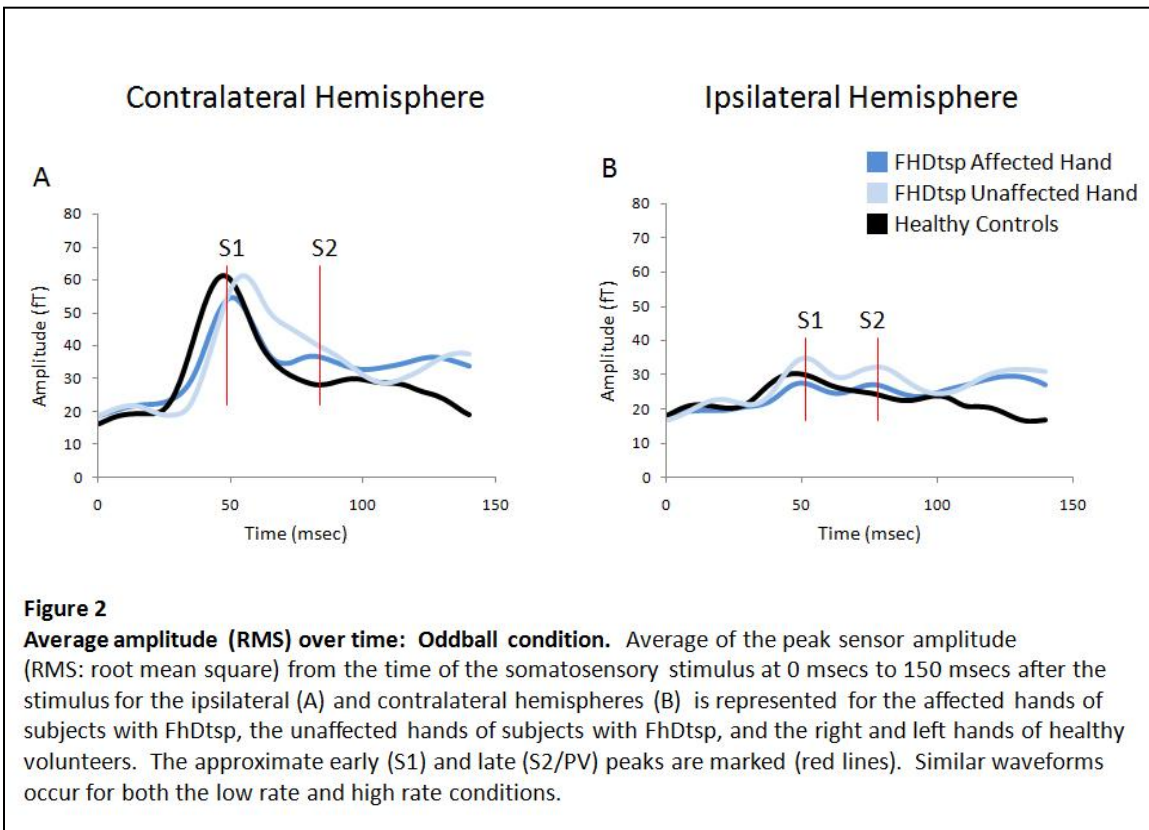 Contralateral Hemisphere
Ipsilateral Hemisphere
A
80
70
60
50
40
30
20
10
0
Amplitude (fT)
S1
S2
0
50
100
150
Time (msec)
B
FHDtsp Affected Hand
FHDtsp Unaffected Hand
Healthy Controls
80
70
60
50
40
30
20
10
0
Amplitude (fT)
S1
S2
0
50
100
150
Time (msec)
Figure 2
Average amplitude (RMS) over time: Oddball condition. Average of the peak sensor amplitude
(RMS: root mean square) from the time of the somatosensory stimulus at 0 msecs to 150 msecs after the
stimulus for the ipsilateral (A) and contralateral hemispheres (B) is represented for the affected hands of
subjects with FhDtsp, the unaffected hands of subjects with FhDtsp, and the right and left hands of healthy
volunteers. The approximate early (S1) and late (S2/PV) peaks are marked (red lines). Similar waveforms
occur for both the low rate and high rate conditions.